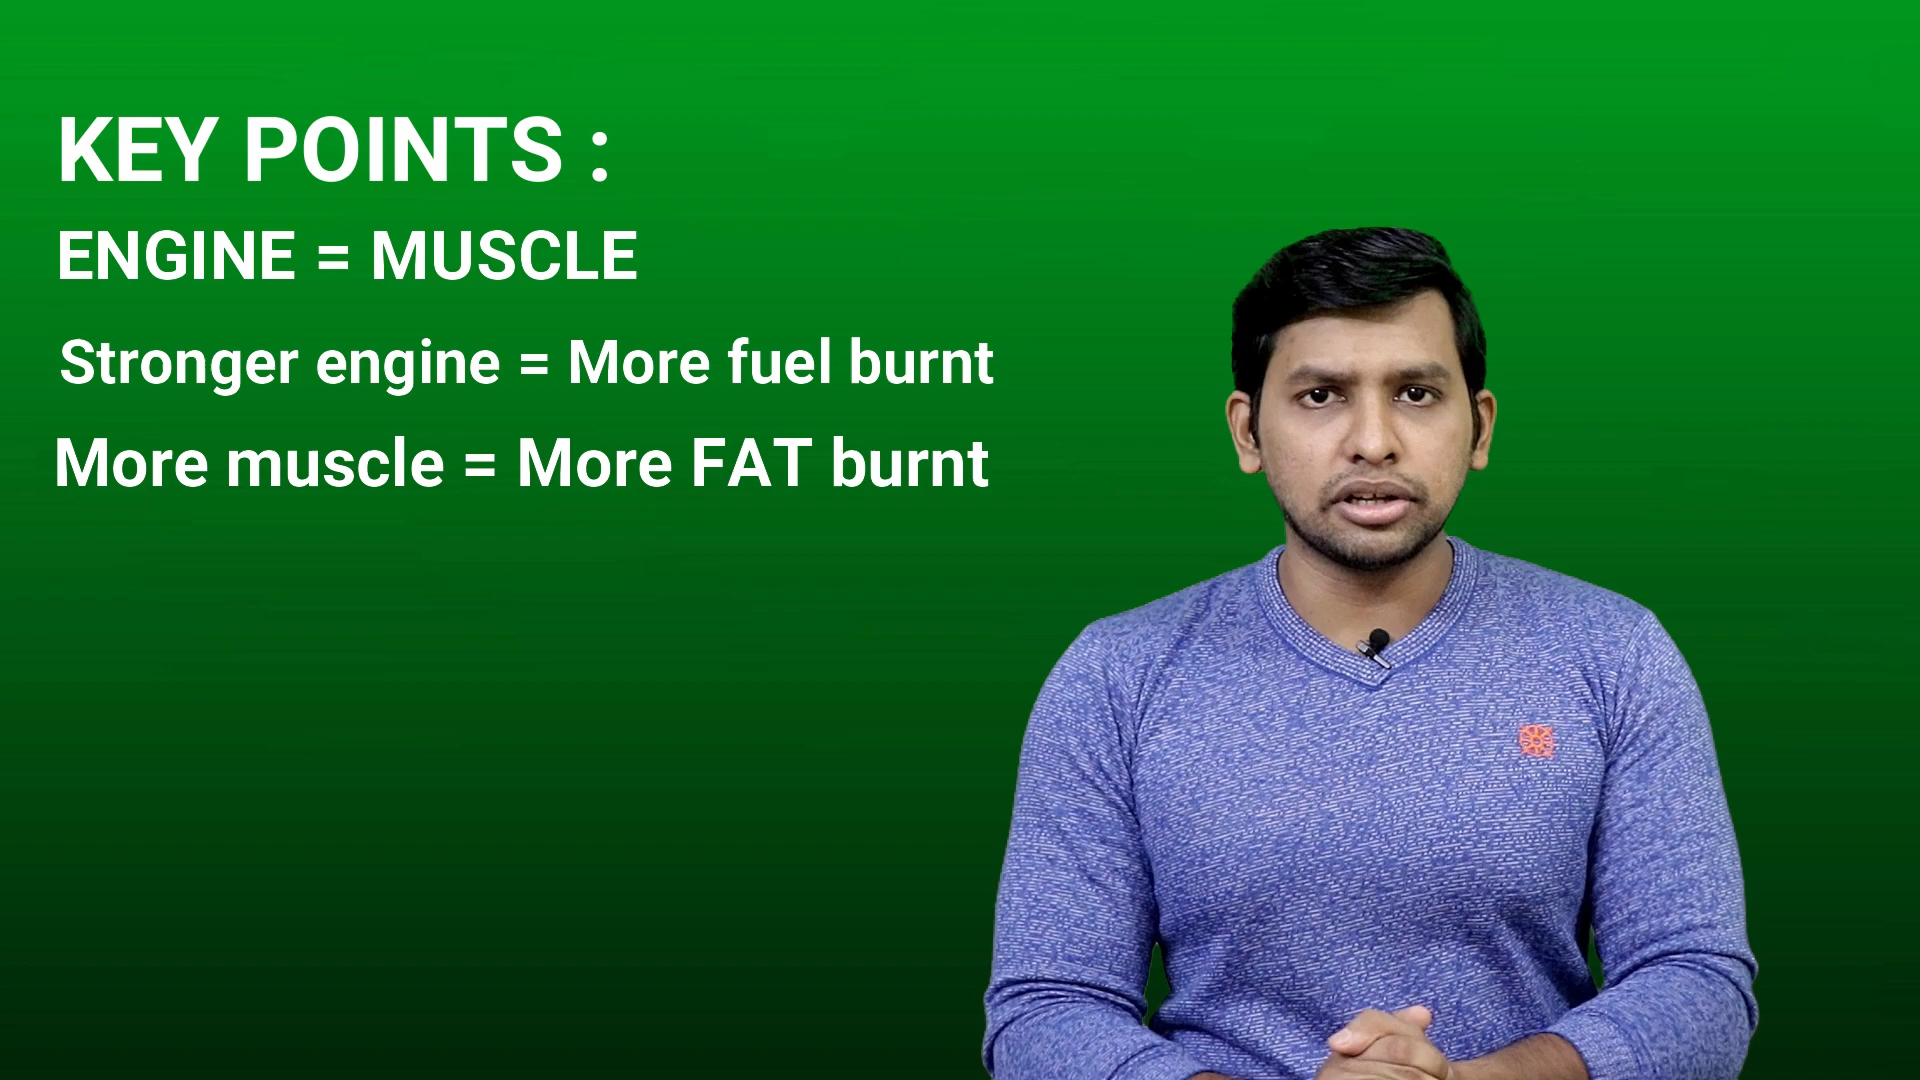 KEY POINTS :
ENGINE = MUSCLE
Stronger engine = More fuel burnt
More muscle = More FAT burnt